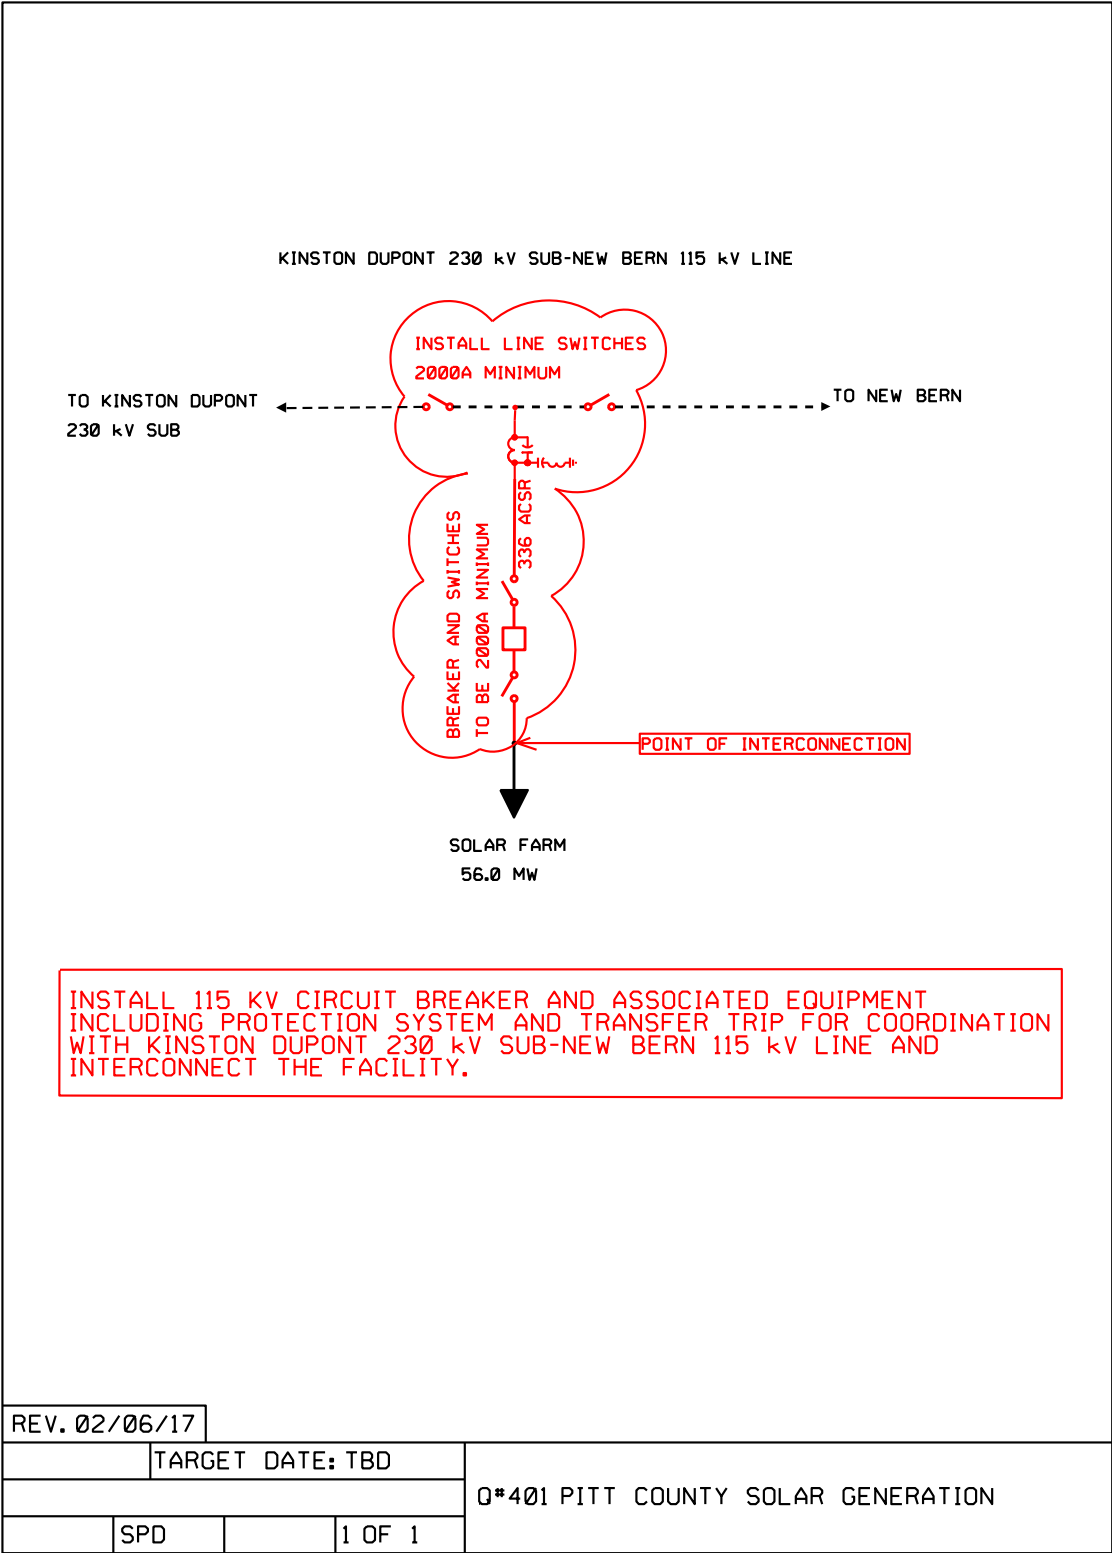 KINSTON DUPONT 230 kV SUB-NEW BERN 115 kV LINE
INSTALL LINE SWITCHES
2000A MINIMUM
TO KINSTON DUPONT
230 kV SUB
TO NEW BERN
336 ACSR
BREAKER AND SWITCHES
TO BE 2000A MINIMUM
POINT OF INTERCONNECTION
SOLAR FARM
56.0 MW
INSTALL 115 KV CIRCUIT BREAKER AND ASSOCIATED EQUIPMENT
INCLUDING PROTECTION SYSTEM AND TRANSFER TRIP FOR COORDINATION
WITH KINSTON DUPONT 230 kV SUB-NEW BERN 115 kV LINE AND
INTERCONNECT THE FACILITY.
REV. 02/06/17
TARGET DATE: TBD
Q#401 PITT COUNTY SOLAR GENERATION
SPD
1 OF 1